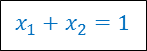 x₁ + x₂ = 1